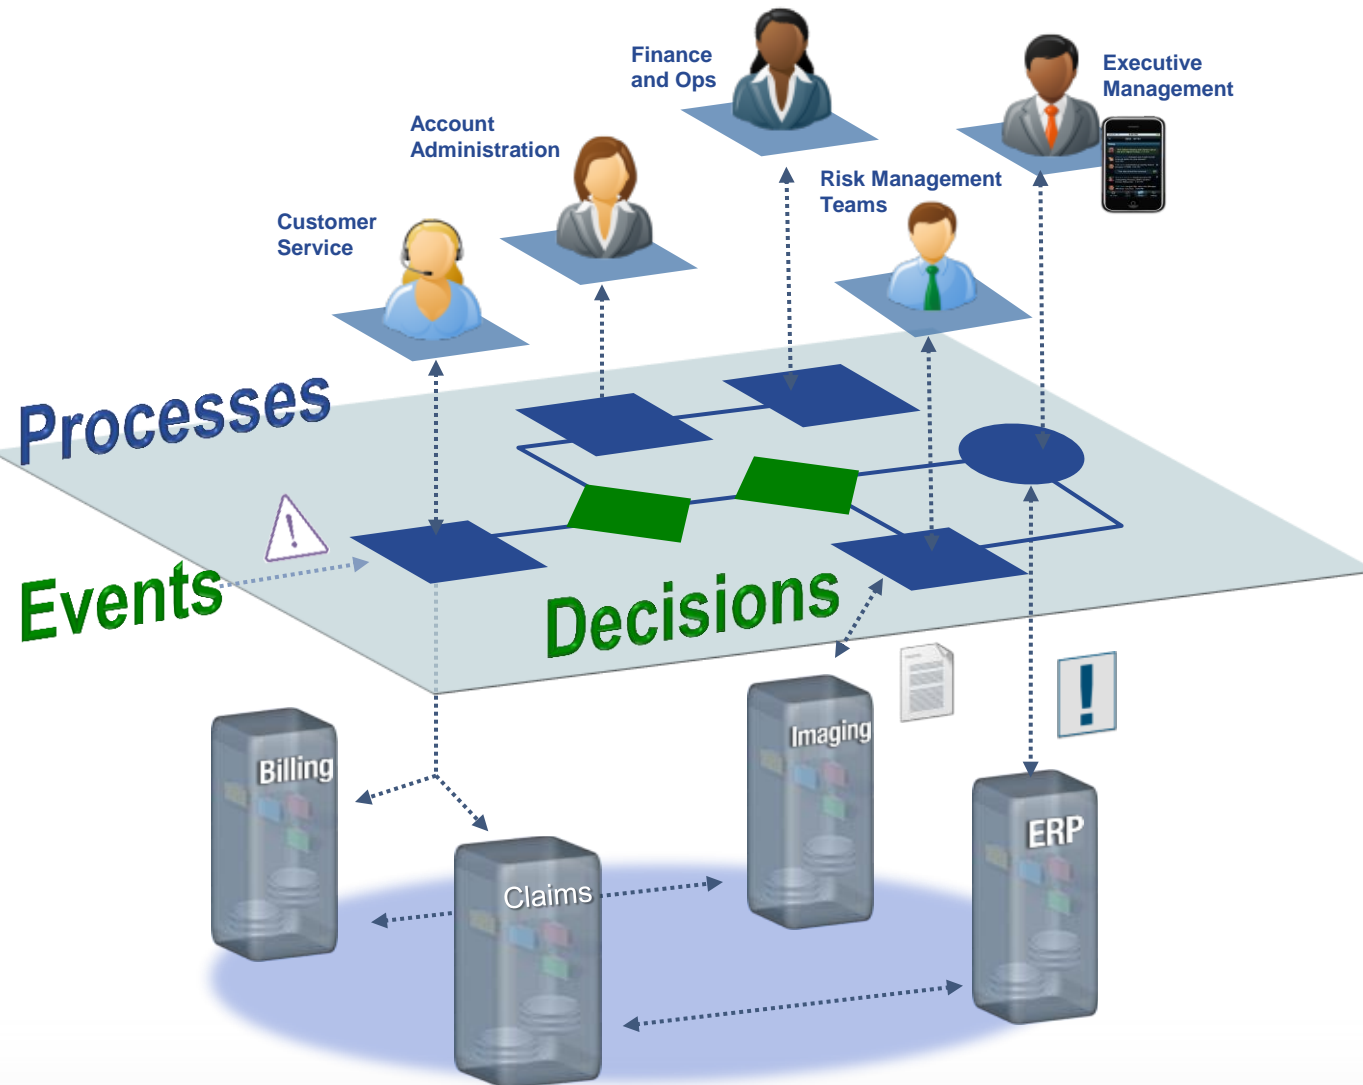 Finance
and Ops
Executive
Management
Account
Administration
Risk Management
Teams
Customer
Service
Processes
Events
Decisions
Billing
Imaging
ERP
Claims